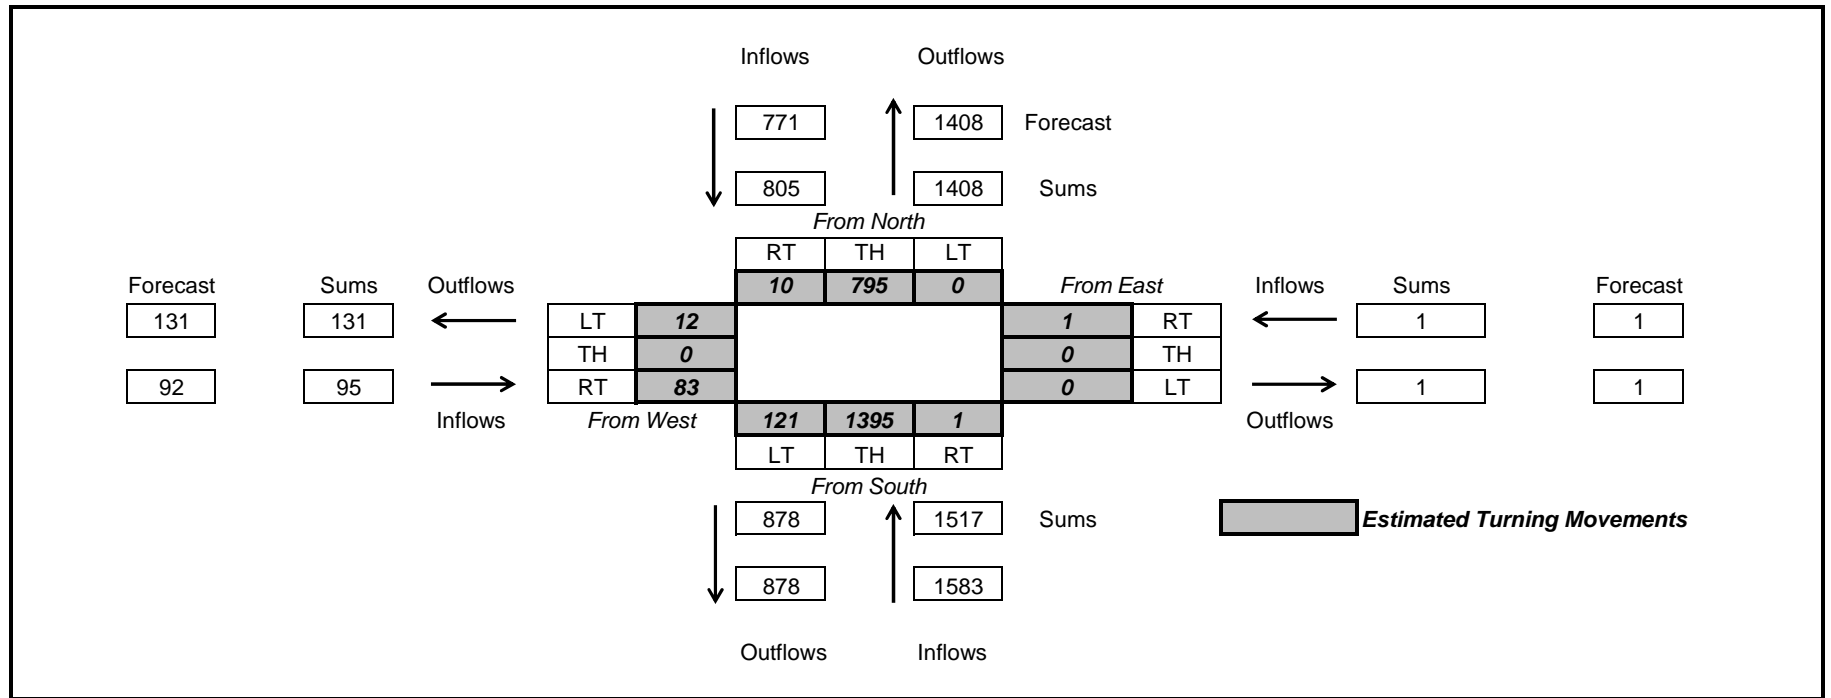 Inflows Outflows
771 1408 Forecast
805 1408 Sums
From North
RT TH LT
Forecast Sums Outflows 10 795 0 From East Inflows Sums Forecast
131 131 LT 12 1 RT 1 1
TH 0 0 TH
92 95 RT 83 0 LT 1 1
Inflows From West 121 1395 1 Outflows
LT TH RT
From South
878 1517 Sums Estimated Turning Movements
878 1583
Outflows Inflows